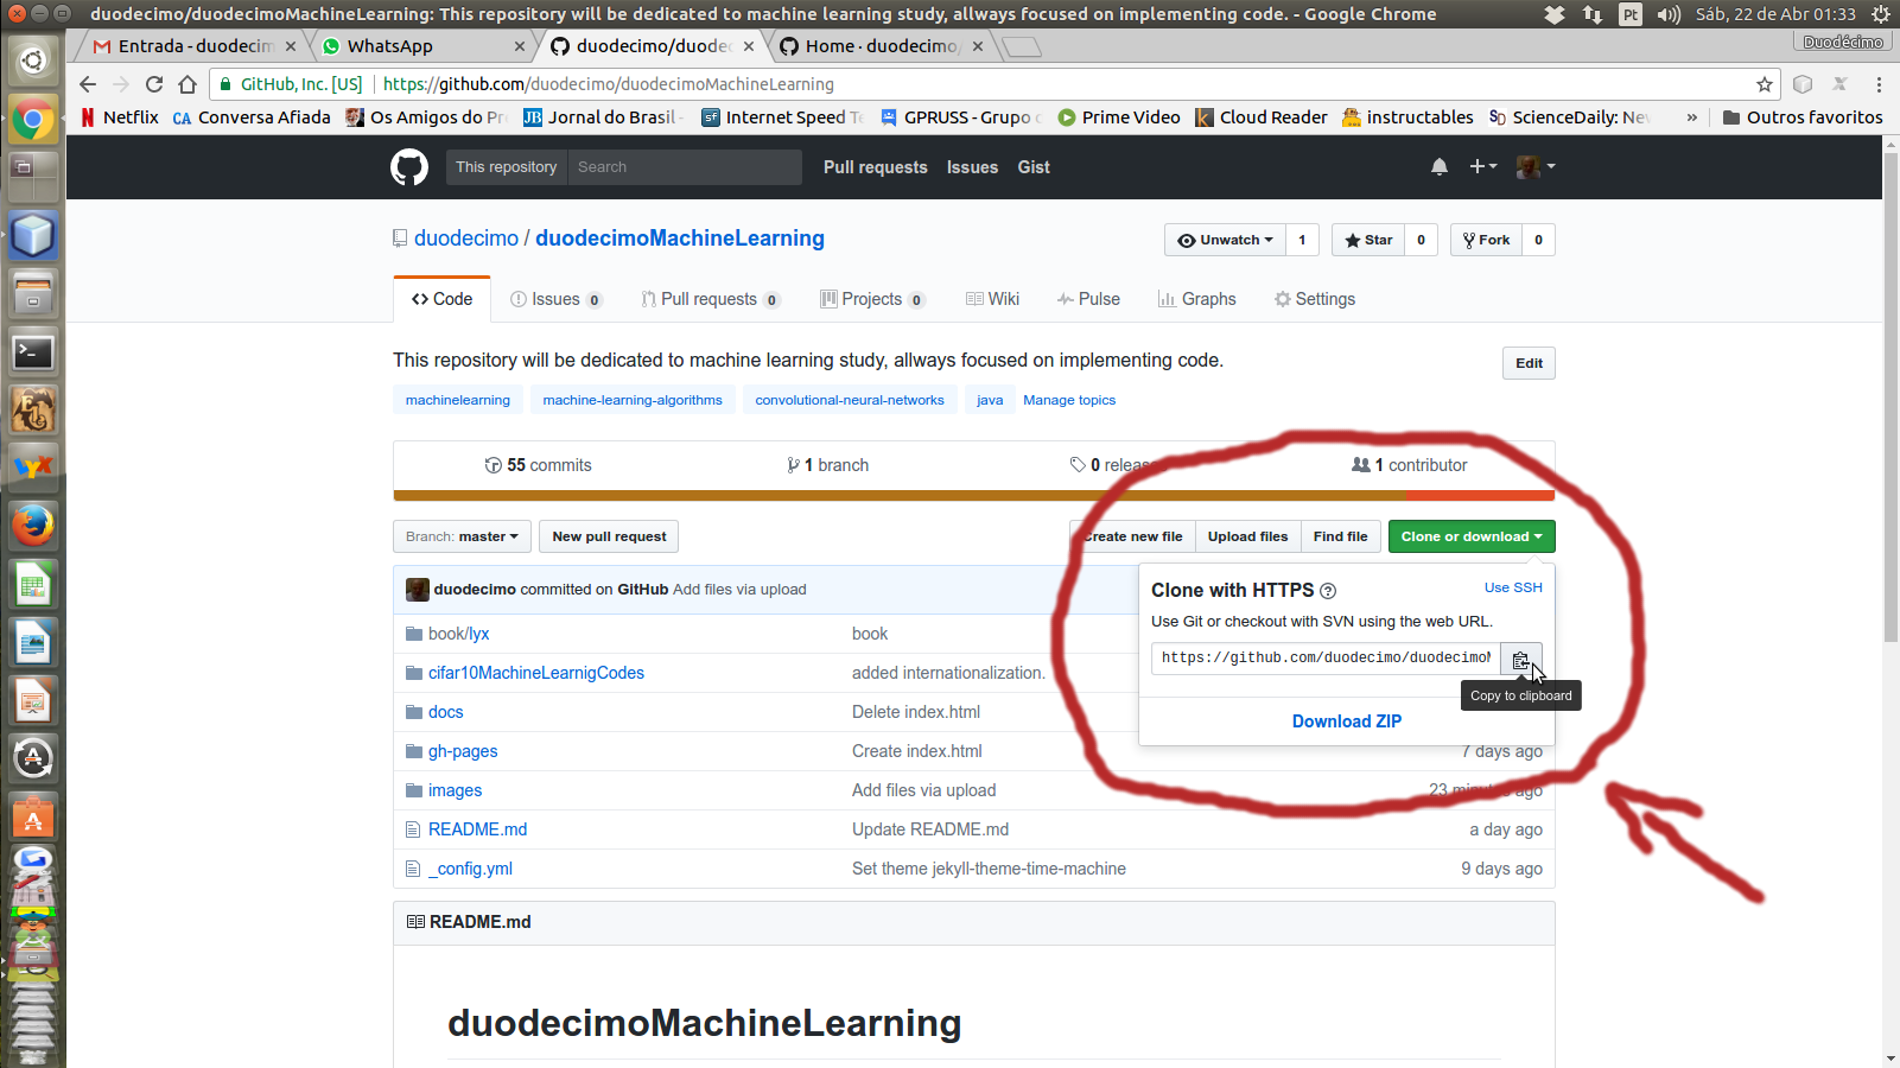 duodecimo/duodecimoMachineLearning: This repository will be dedicated to machine learning study, allways focused on implementing code. - Google Chrome
Pt
Sáb, 22 de Abr 01:33
Entrada - duodecim
WhatsApp
duodecimo/duode
Home · duodecimo/
Duodécimo
GitHub, Inc. [US]
https://github.com/duodecimo/duodecimoMachineLearning
Netflix
CA Conversa Afiada
Os Amigos do Pr
JB Jornal do Brasil -
sf Internet Speed Te
GPRUSS - Grupo
Prime Video
Cloud Reader
instructables
SD ScienceDaily: Nev
»
Outros favoritos
This repository
Search
Pull requests
Issues
Gist
duodecimo / duodecimoMachineLearning
Unwatch 1
Star 0
Fork 0
Code
Issues 0
Pull requests 0
Projects 0
Wiki
Pulse
Graphs
Settings
This repository will be dedicated to machine learning study, allways focused on implementing code.
Edit
machinelearning
machine-learning-algorithms
convolutional-neural-networks
java
Manage topics
55 commits
1 branch
0 releas
1 contributor
Branch: master
New pull request
Create new file
Upload files
Find file
Clone or download
duodecimo committed on GitHub Add files via upload
Clone with HTTPS
Use SSH
Use Git or checkout with SVN using the web URL.
https://github.com/duodecimo/duodecimoM
Copy to clipboard
Download ZIP
book/lyx
book
cifar10MachineLearnigCodes
added internationalization.
docs
Delete index.html
gh-pages
Create index.html
7 days ago
images
Add files via upload
23 minutes ago
README.md
Update README.md
a day ago
_config.yml
Set theme jekyll-theme-time-machine
9 days ago
README.md
duodecimoMachineLearning